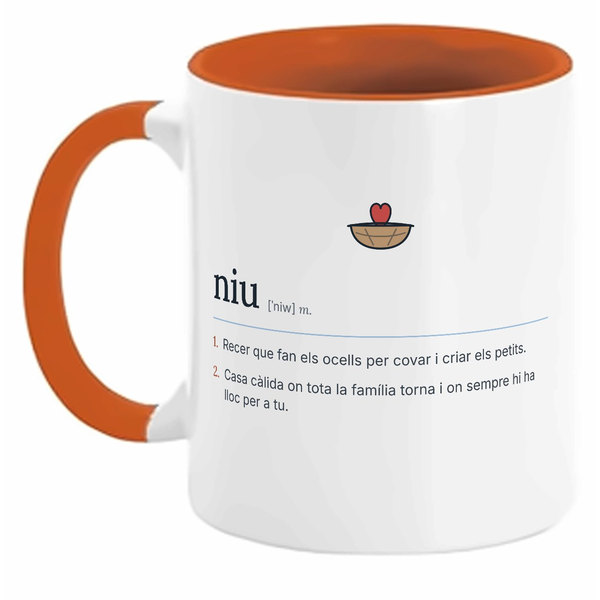 niu ['niw] m.
1. Recer que fan els ocells per covar i criar els petits.
2. Casa càlida on tota la família torna i on sempre hi ha
lloc per a tu.